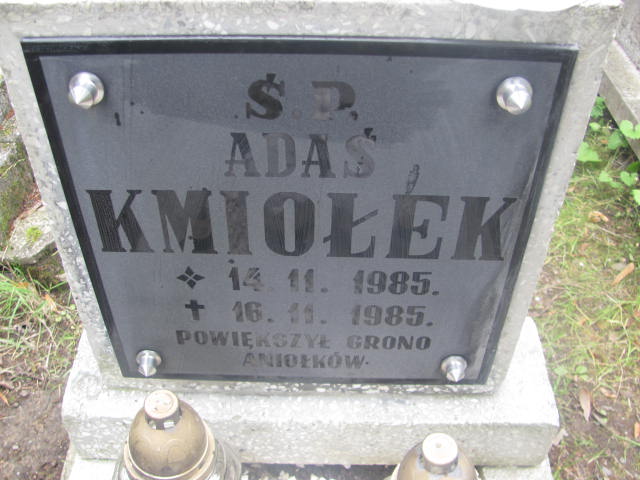 Ś.P.
ADAŚ
KMIOŁEK
14. 11. 1985.
✝ 16. 11. 1985.
POWIĘKSZYŁ GRONO
ANIOŁKÓW.